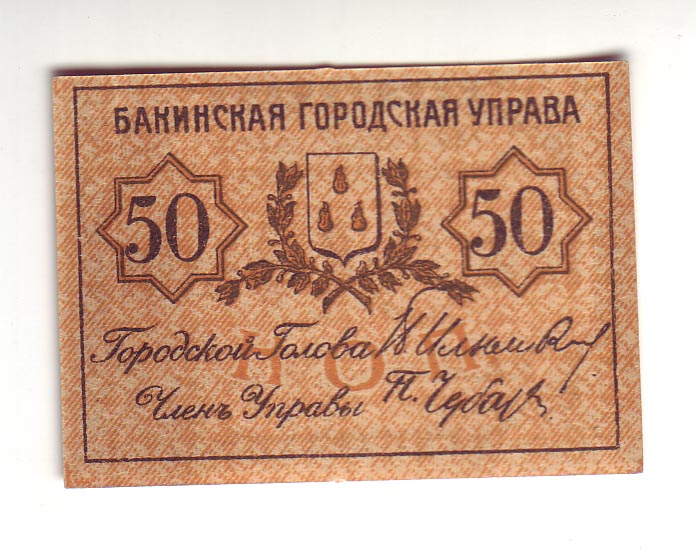 БАКИНСКАЯ ГОРОДСКАЯ УПРАВА
50 50
Городской Голова
Членъ Управы П.